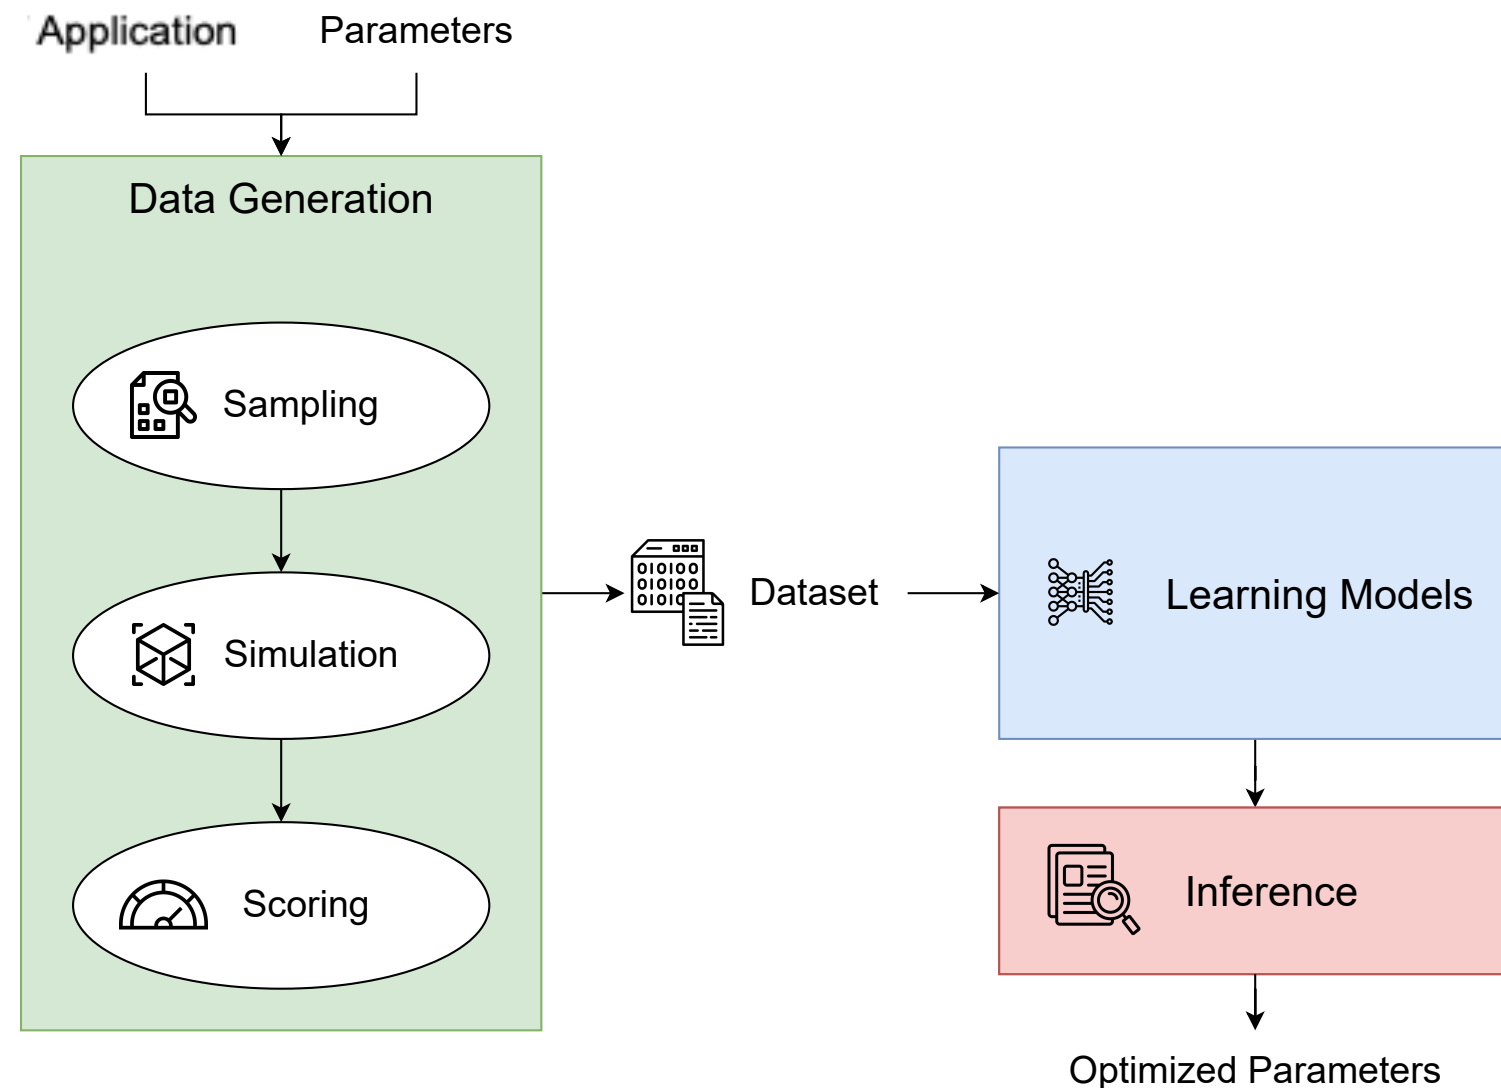 Application
Parameters
Data Generation
Sampling
Simulation
Scoring
Dataset
Learning Models
Inference
Optimized Parameters